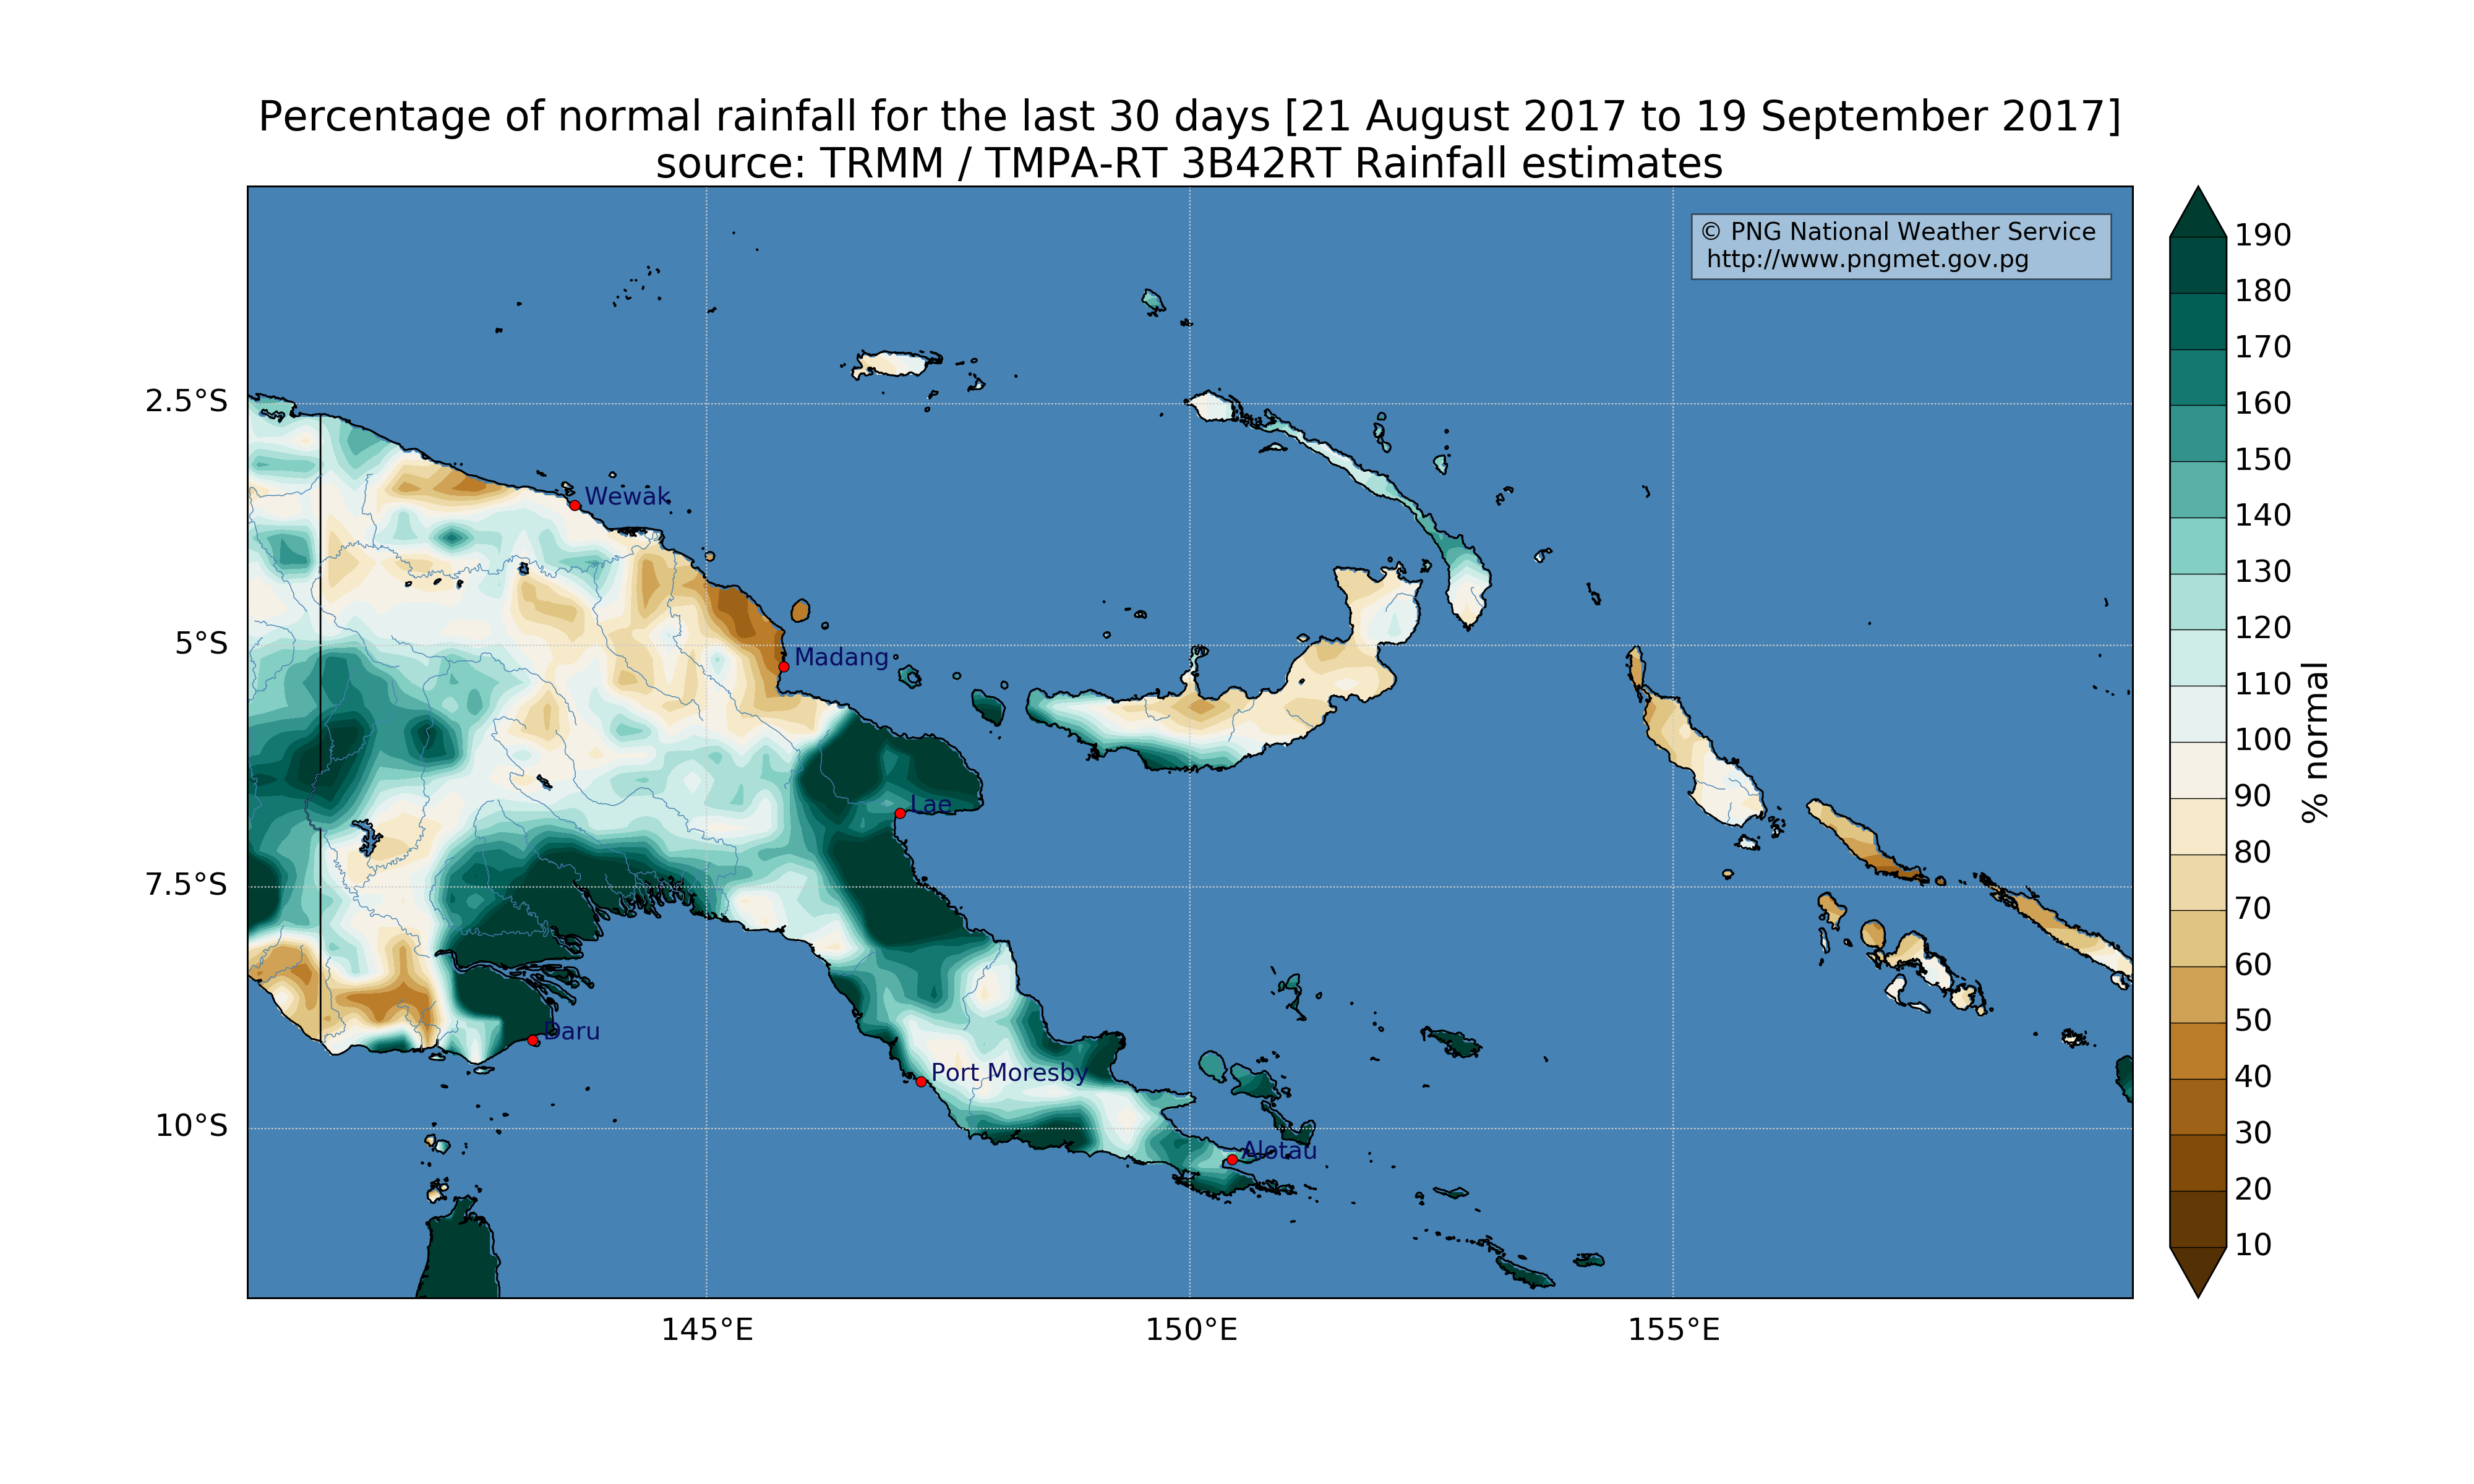 Percentage of normal rainfall for the last 30 days [21 August 2017 to 19 September 2017]
source: TRMM / TMPA-RT 3B42RT Rainfall estimates
© PNG National Weather Service
http://www.pngmet.gov.pg
190
180
170
160
150
140
130
120
110
100
90
80
70
60
50
40
30
20
10
% normal
2.5°S
5°S
7.5°S
10°S
Wewak
Madang
Lae
Daru
Port Moresby
Alotau
145°E
150°E
155°E